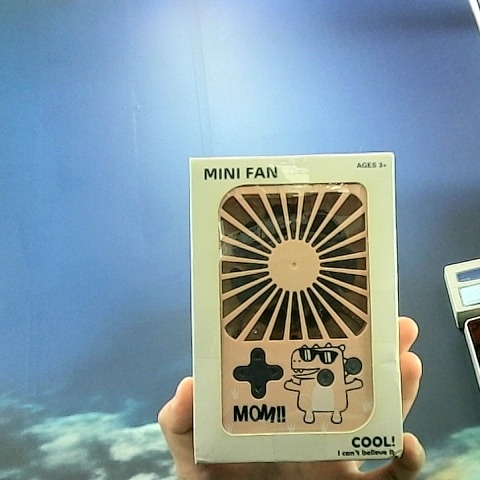 MINI FAN
AGES 3+
MOM!!
COOL!
I can't believe it